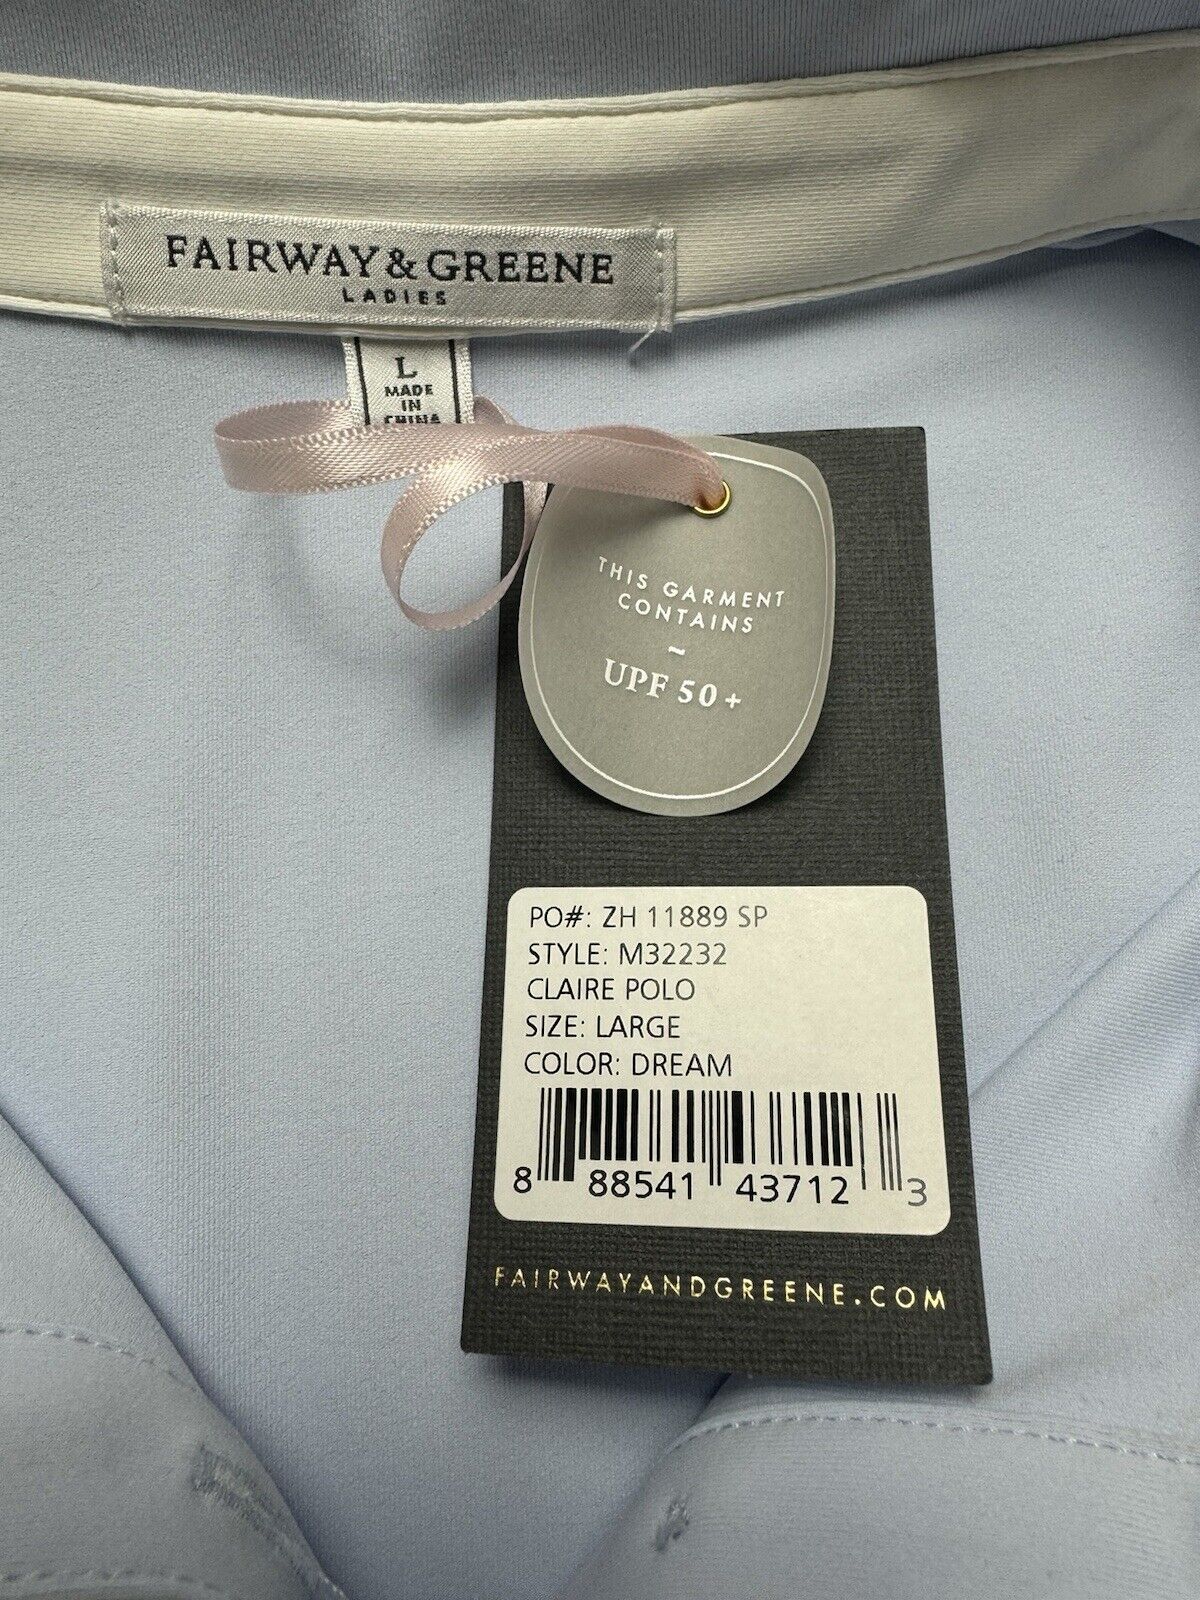 FAIRWAY & GREENE
LADIES
L
MADE
IN
CHINA
THIS GARMENT
CONTAINS
~
UPF 50+
PO#: ZH 11889 SP
STYLE: M32232
CLAIRE POLO
SIZE: LARGE
COLOR: DREAM
8 88541 43712 3
FAIRWAYANDGREENE.COM